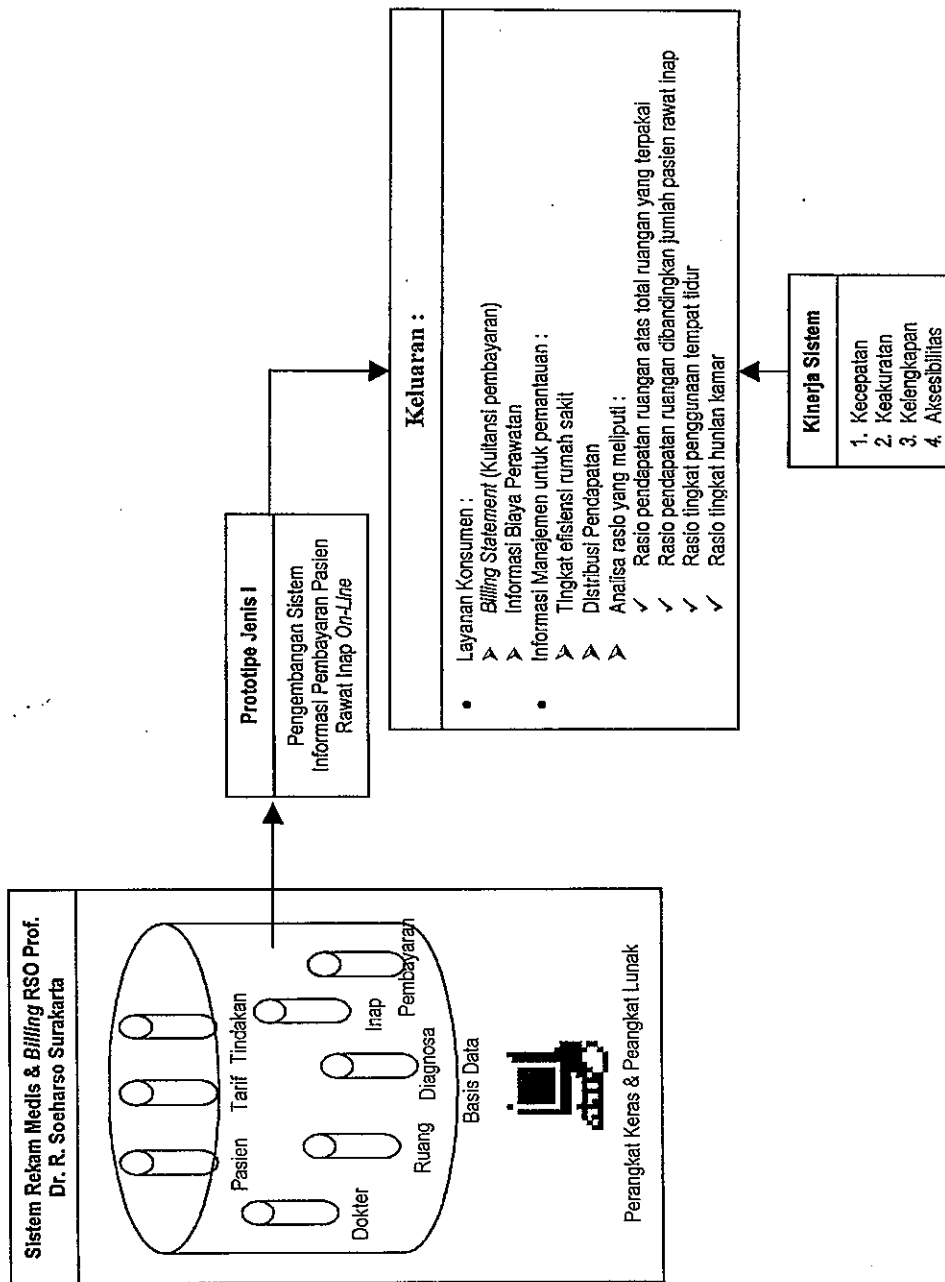 Sistem Rekam Medis & Billing RSO Prof.
Dr. R. Soeharso Surakarta
Pasien
Tarif
Tindakan
Dokter
Ruang
Diagnosa
Inap
Pembayaran
Basis Data
Perangkat Keras & Peangkat Lunak
Prototipe Jenis I
Pengembangan Sistem
Informasi Pembayaran Pasien
Rawat Inap On-Line
Keluaran :
• Layanan Konsumen :
➢ Billing Statement (Kuitansi pembayaran)
➢ Informasi Biaya Perawatan
• Informasi Manajemen untuk pemantauan :
➢ Tingkat efisiensi rumah sakit
➢ Distribusi Pendapatan
➢ Analisa rasio yang meliputi :
✓ Rasio pendapatan ruangan atas total ruangan yang terpakai
✓ Rasio pendapatan ruangan dibandingkan jumlah pasien rawat inap
✓ Rasio tingkat penggunaan tempat tidur
✓ Rasio tingkat hunian kamar
Kinerja Sistem
1. Kecepatan
2. Keakuratan
3. Kelengkapan
4. Aksesibilitas